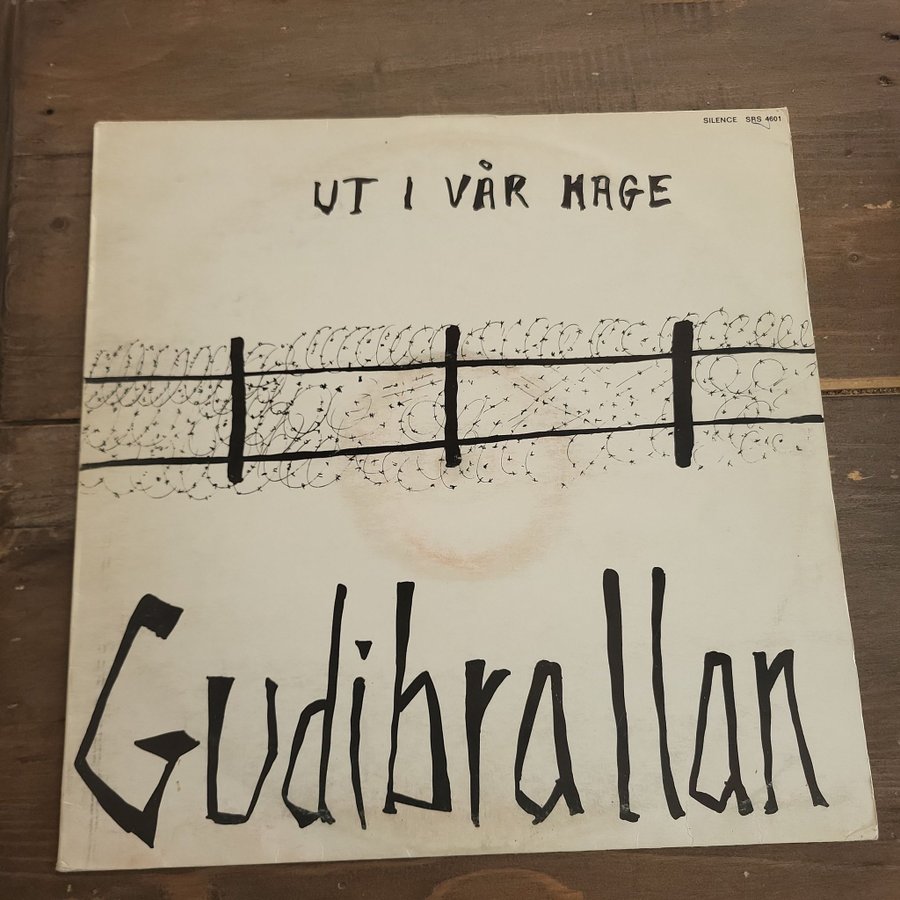 SILENCE SRS 4601
UT I VÅR HAGE
Gudibrallan